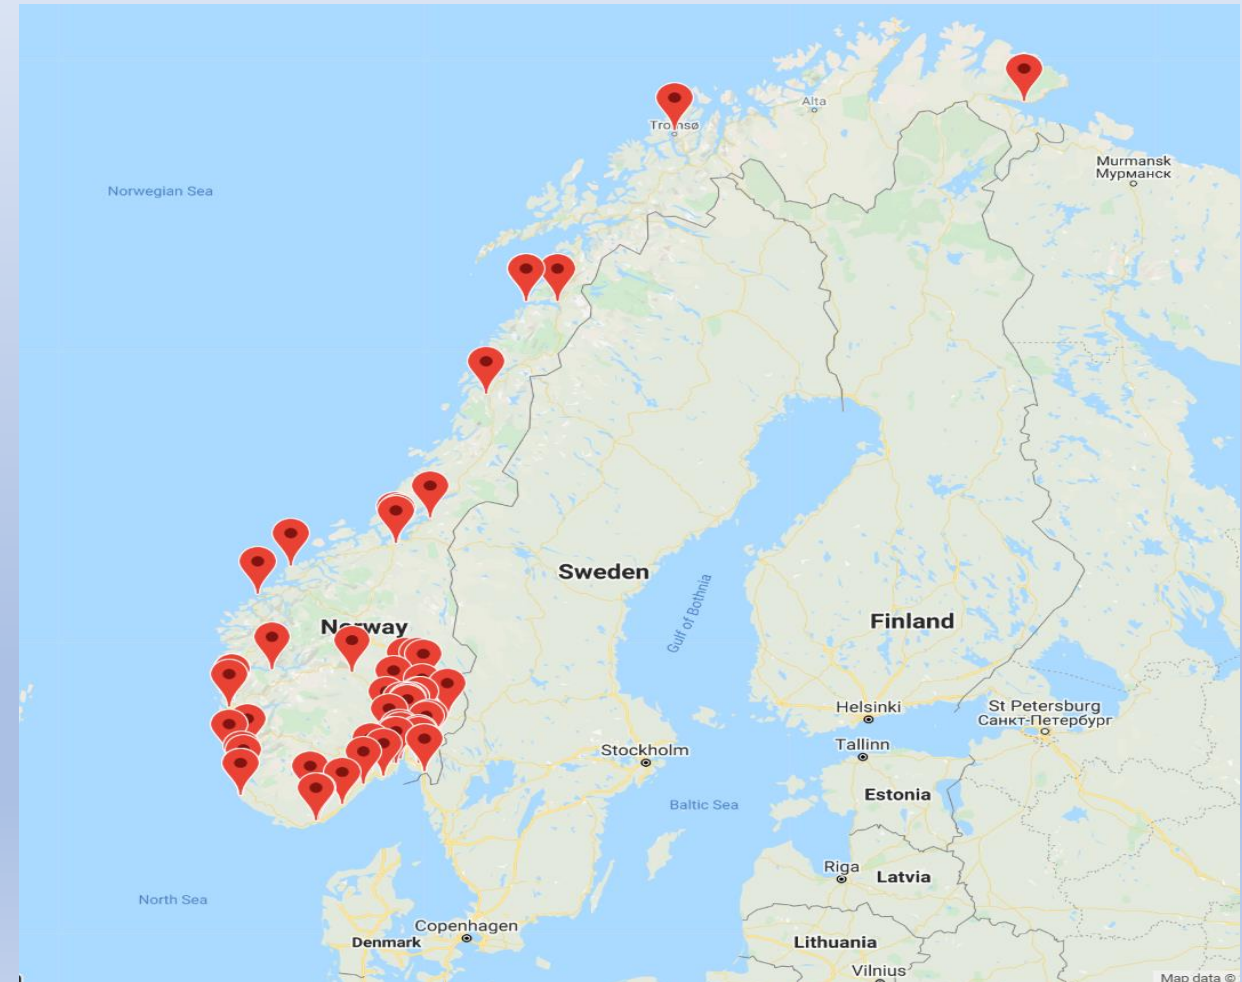 Alta
Tromsø
Murmansk
Мурманск
Norwegian Sea
Sweden
Gulf of Bothnia
Finland
Norway
Helsinki
St Petersburg
Санкт-Петербург
Tallinn
Stockholm
Estonia
Baltic Sea
Riga
Latvia
North Sea
Copenhagen
Denmark
Lithuania
Vilnius
Map data ©